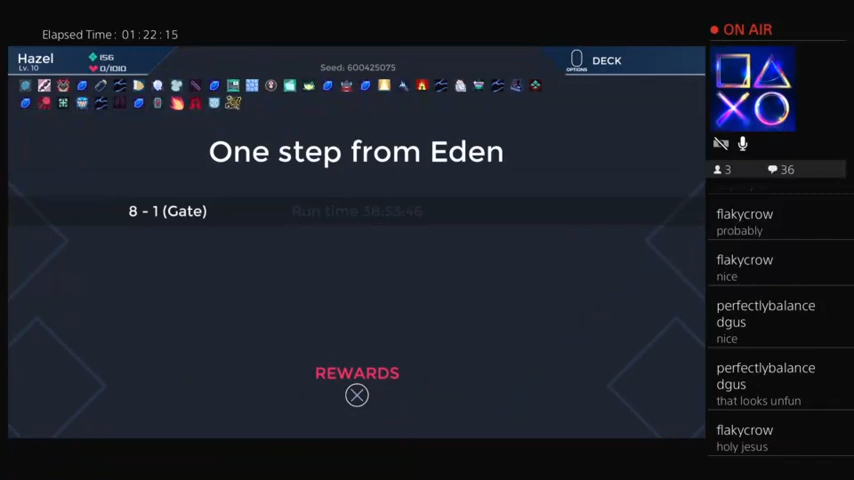 Elapsed Time : 01:22:15
ON AIR
Hazel
Lv. 10
156
0/1010
Seed: 600425075
OPTIONS
DECK
One step from Eden
8 - 1 (Gate)
Run time 38:53:46
REWARDS
3
36
flakycrow
probably
flakycrow
nice
perfectlybalance
dgus
nice
perfectlybalance
dgus
that looks unfun
flakycrow
holy jesus